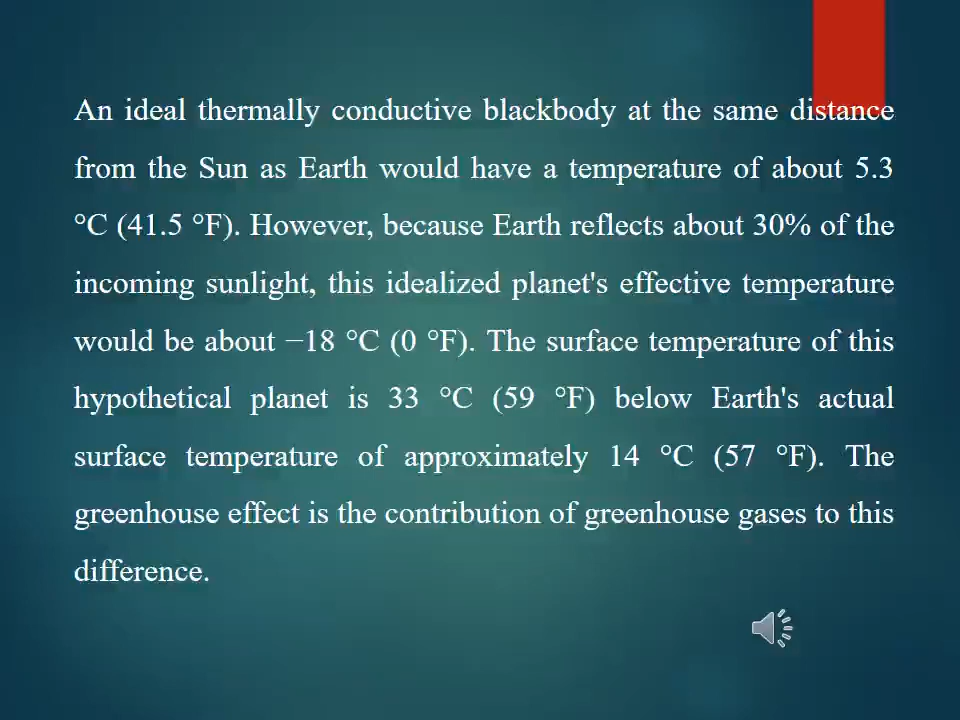 An ideal thermally conductive blackbody at the same distance
from the Sun as Earth would have a temperature of about 5.3
°C (41.5 °F). However, because Earth reflects about 30% of the
incoming sunlight, this idealized planet's effective temperature
would be about −18 °C (0 °F). The surface temperature of this
hypothetical planet is 33 °C (59 °F) below Earth's actual
surface temperature of approximately 14 °C (57 °F). The
greenhouse effect is the contribution of greenhouse gases to this
difference.